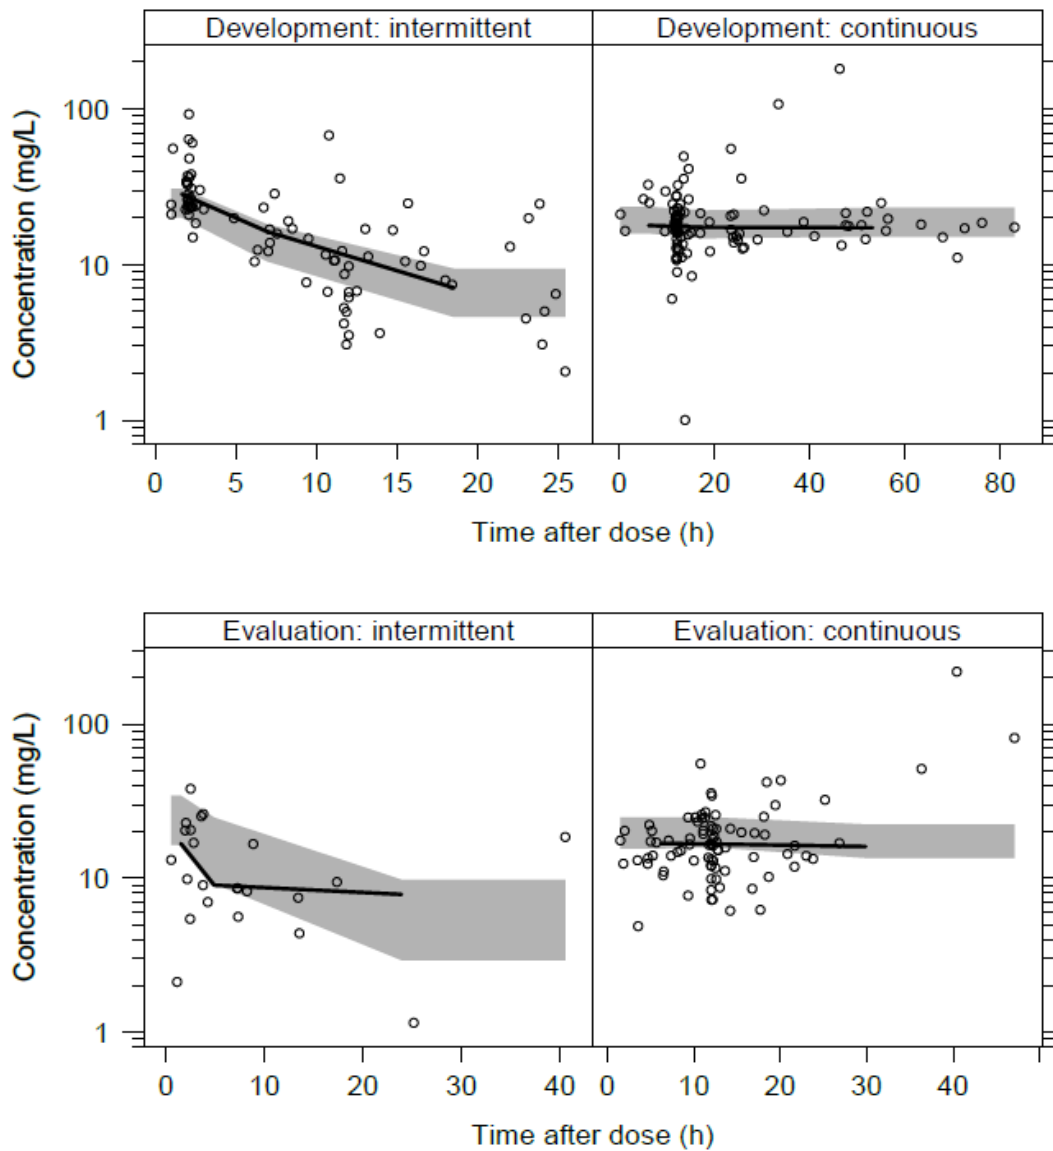 Development: intermittent Development: continuous
Concentration (mg/L)
100
10
1
0 5 10 15 20 25 0 20 40 60 80
Time after dose (h)
Evaluation: intermittent Evaluation: continuous
Concentration (mg/L)
100
10
1
0 10 20 30 40 0 10 20 30 40
Time after dose (h)